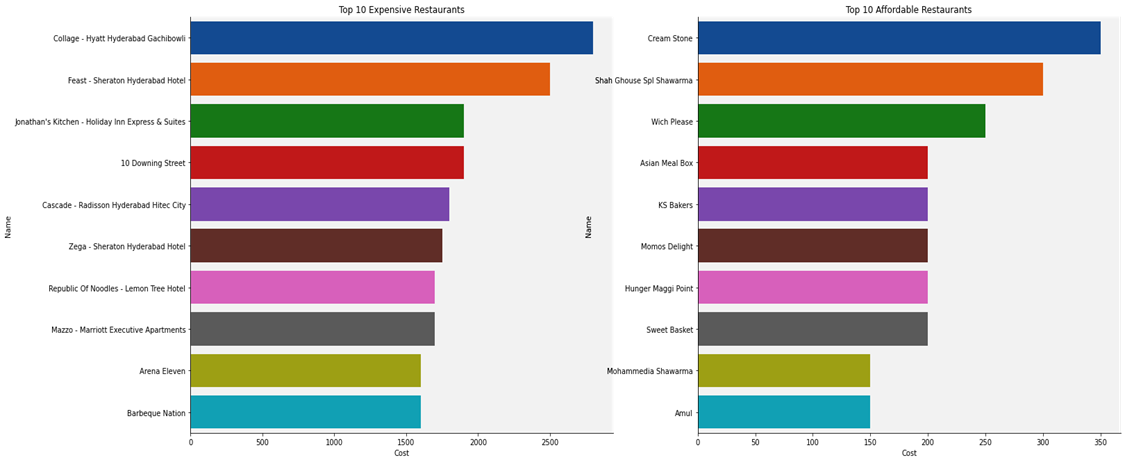 Top 10 Expensive Restaurants
Name
Collage - Hyatt Hyderabad Gachibowli
Feast - Sheraton Hyderabad Hotel
Jonathan's Kitchen - Holiday Inn Express & Suites
10 Downing Street
Cascade - Radisson Hyderabad Hitec City
Zega - Sheraton Hyderabad Hotel
Republic Of Noodles - Lemon Tree Hotel
Mazzo - Marriott Executive Apartments
Arena Eleven
Barbeque Nation
0 500 1000 1500 2000 2500
Cost
Top 10 Affordable Restaurants
Name
Cream Stone
Shah Ghouse Spl Shawarma
Wich Please
Asian Meal Box
KS Bakers
Momos Delight
Hunger Maggi Point
Sweet Basket
Mohammedia Shawarma
Amul
0 50 100 150 200 250 300 350
Cost